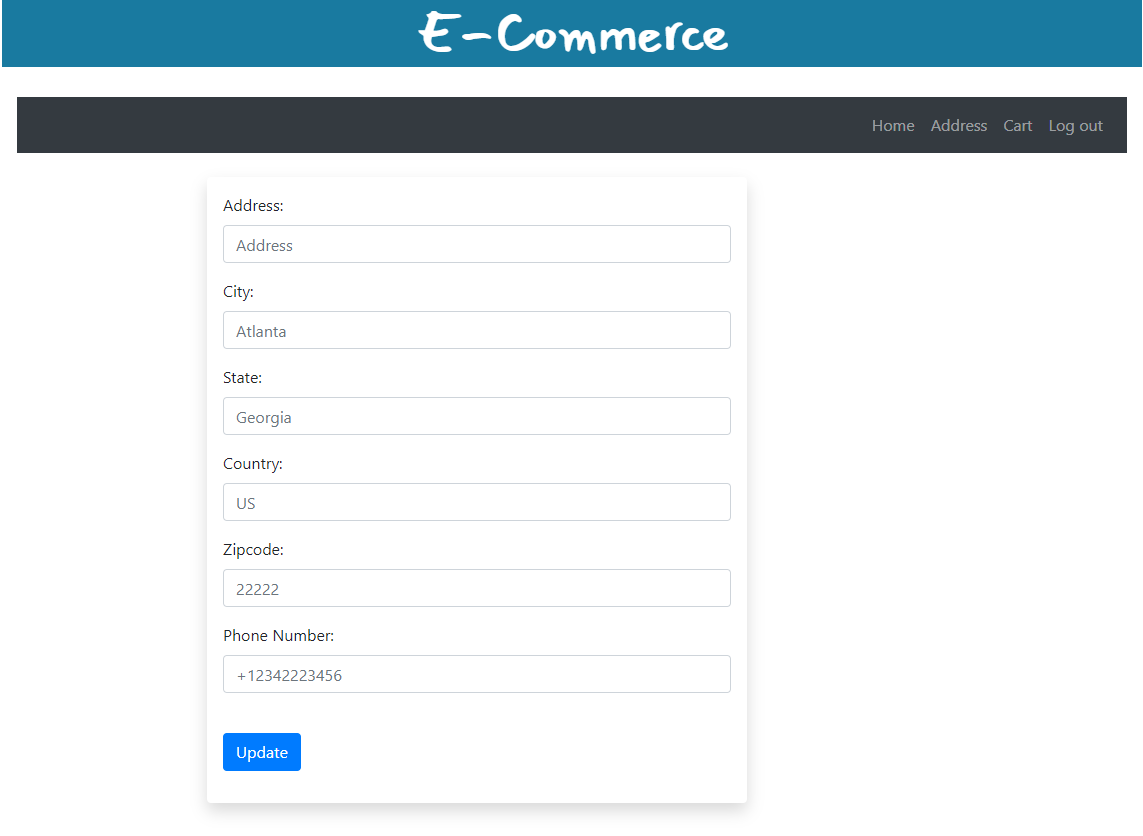 E-Commerce
Home Address Cart Log out
Address:
Address
City:
Atlanta
State:
Georgia
Country:
US
Zipcode:
22222
Phone Number:
+12342223456
Update